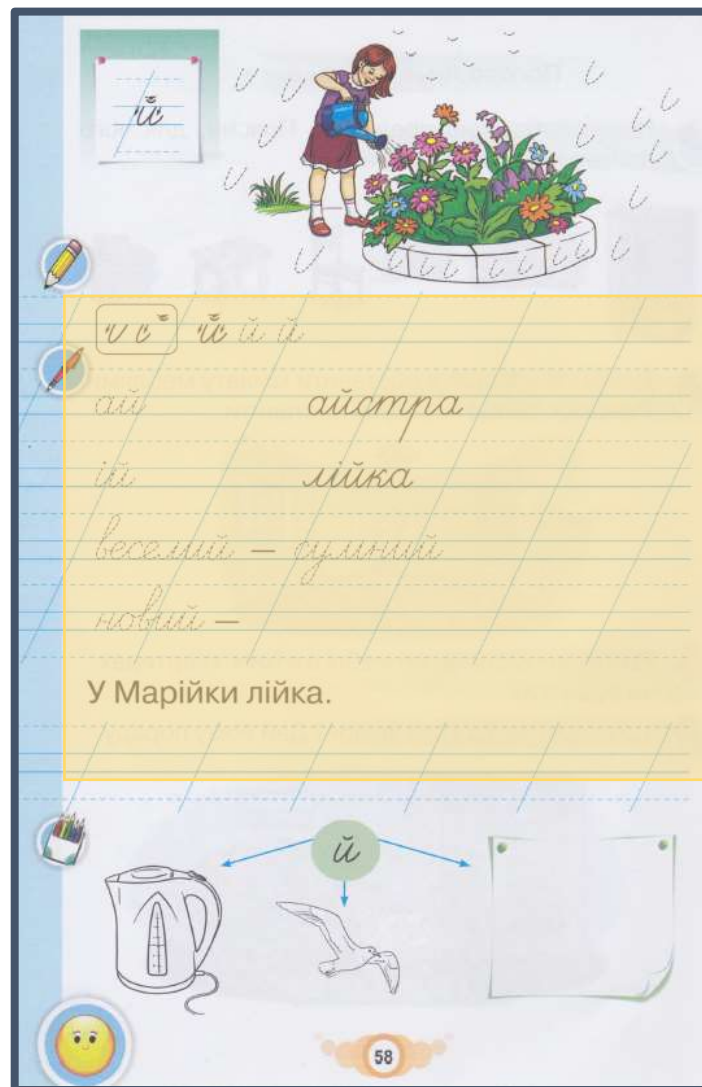 й
й й й
ай айстра
ій лійка
веселий – сумний
новий –
У Марійки лійка.
й
58